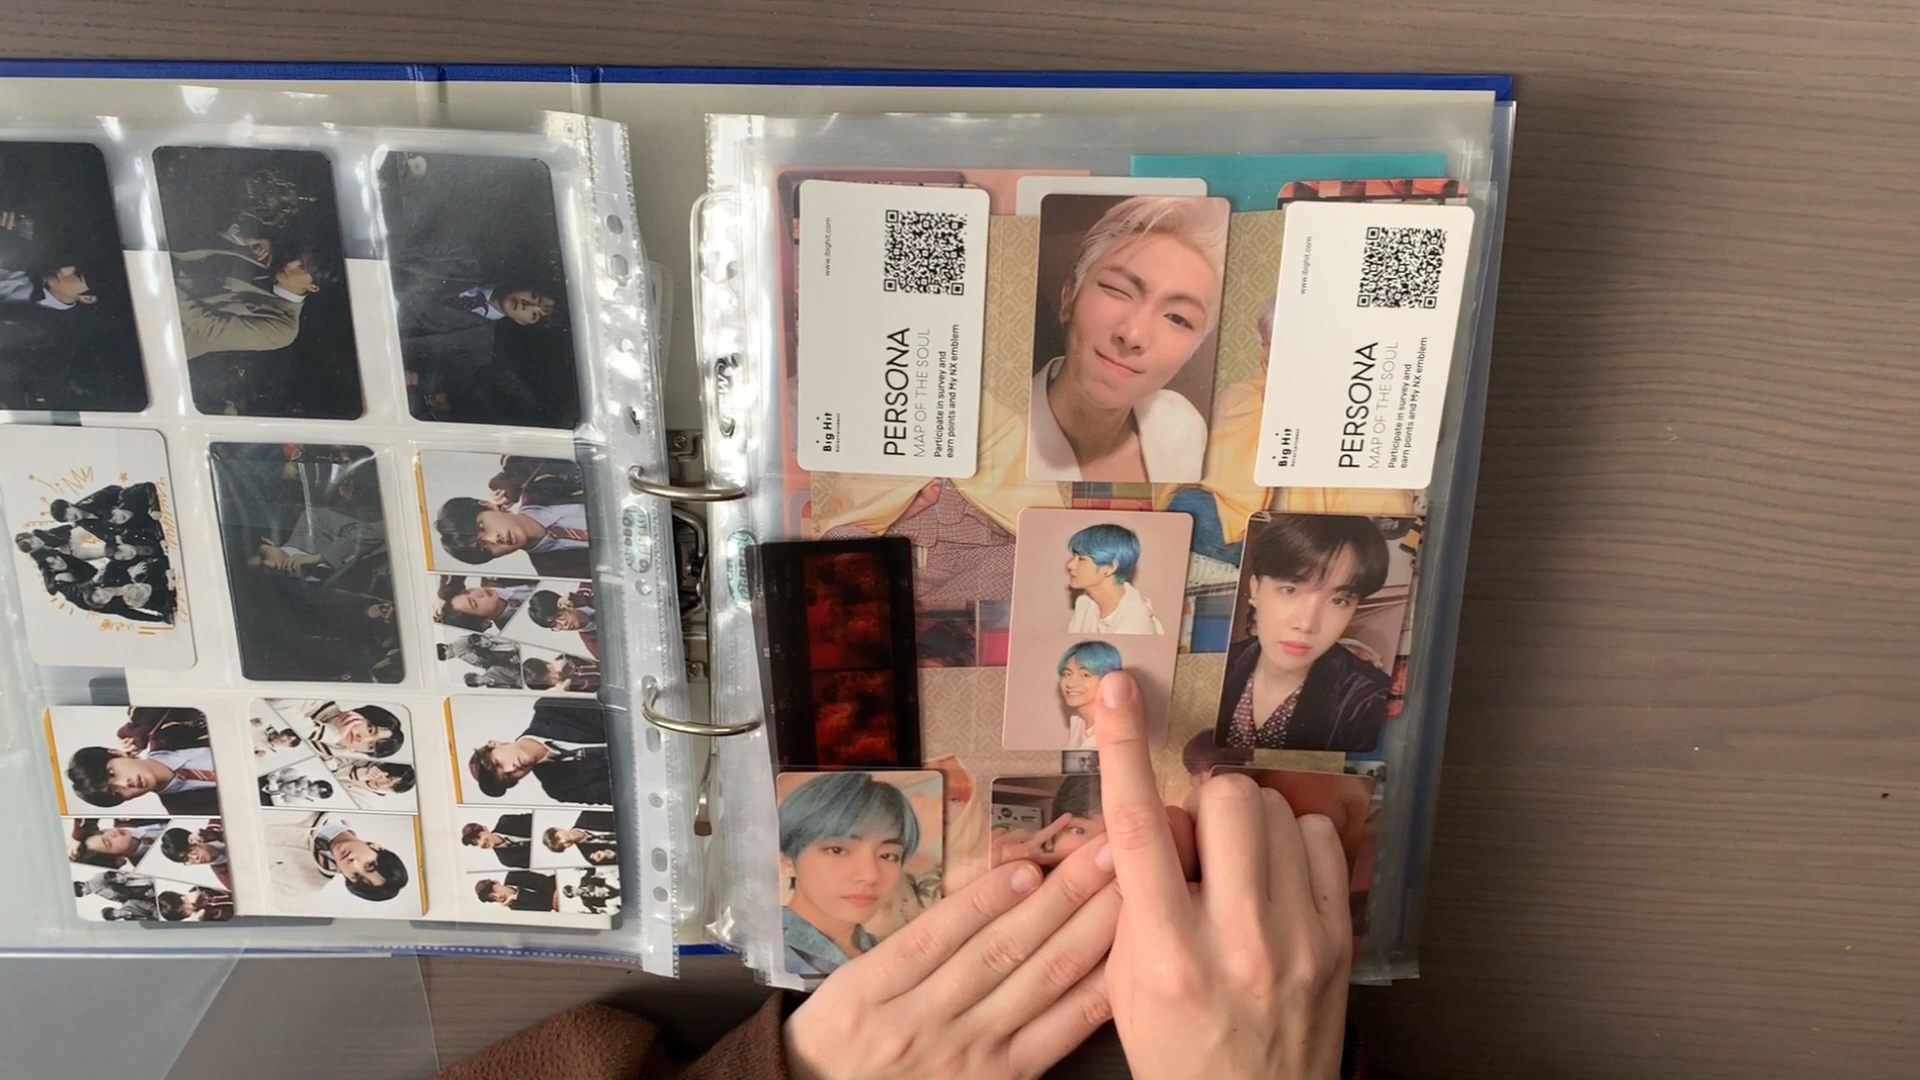 www.ibighit.com
PERSONA
MAP OF THE SOUL
Participate in survey and
earn points and My NX emblem
Big Hit
Entertainment
www.ibighit.com
PERSONA
MAP OF THE SOUL
Participate in survey and
earn points and My NX emblem
Big Hit
Entertainment